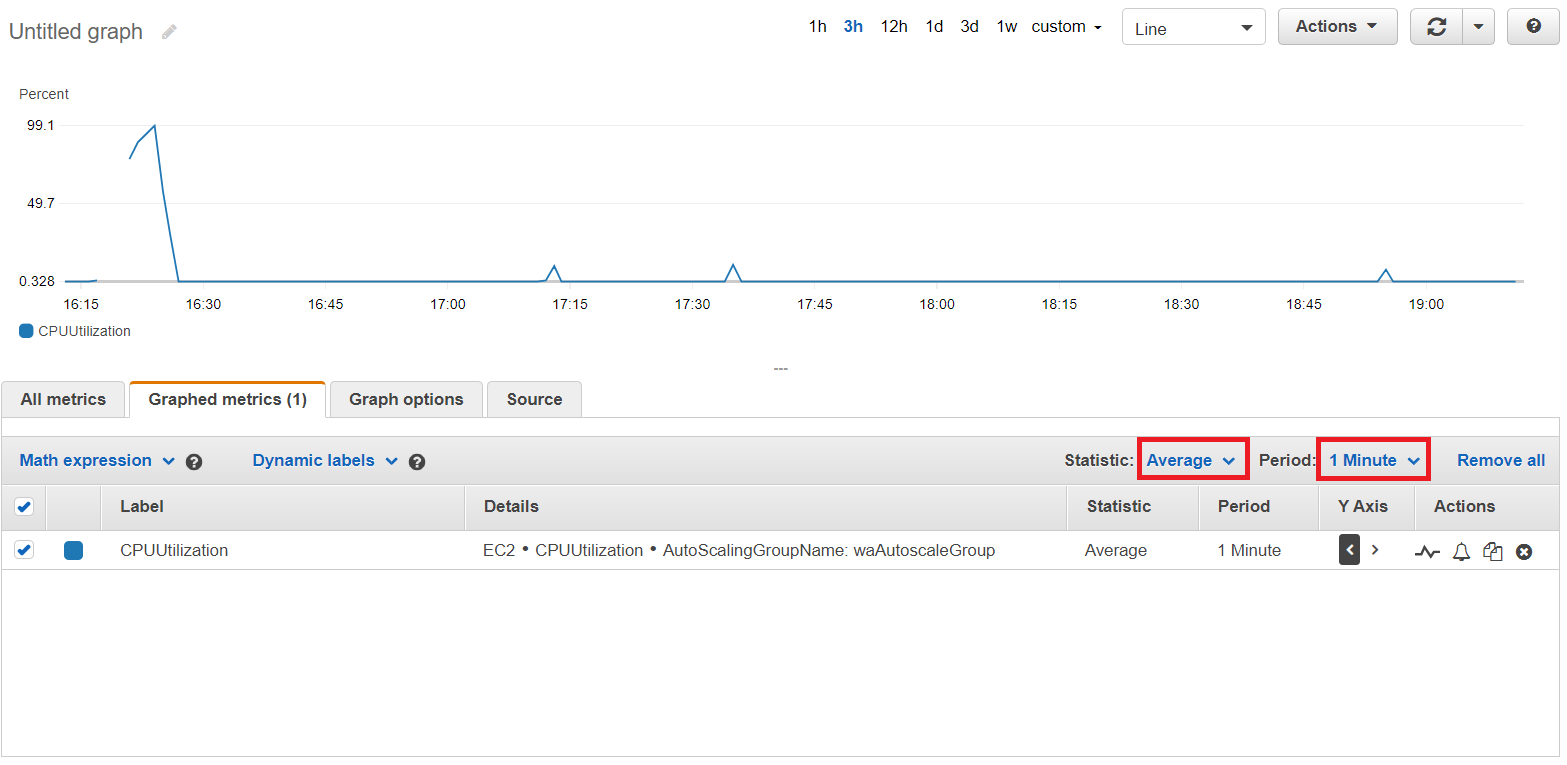 Untitled graph
1h 3h 12h 1d 3d 1w custom Line Actions
Percent
99.1
49.7
0.328
16:15 16:30 16:45 17:00 17:15 17:30 17:45 18:00 18:15 18:30 18:45 19:00
CPUUtilization
All metrics Graphed metrics (1) Graph options Source
Math expression Dynamic labels Statistic: Average Period: 1 Minute Remove all
Label Details Statistic Period Y Axis Actions
CPUUtilization EC2 • CPUUtilization • AutoScalingGroupName: waAutoscaleGroup Average 1 Minute